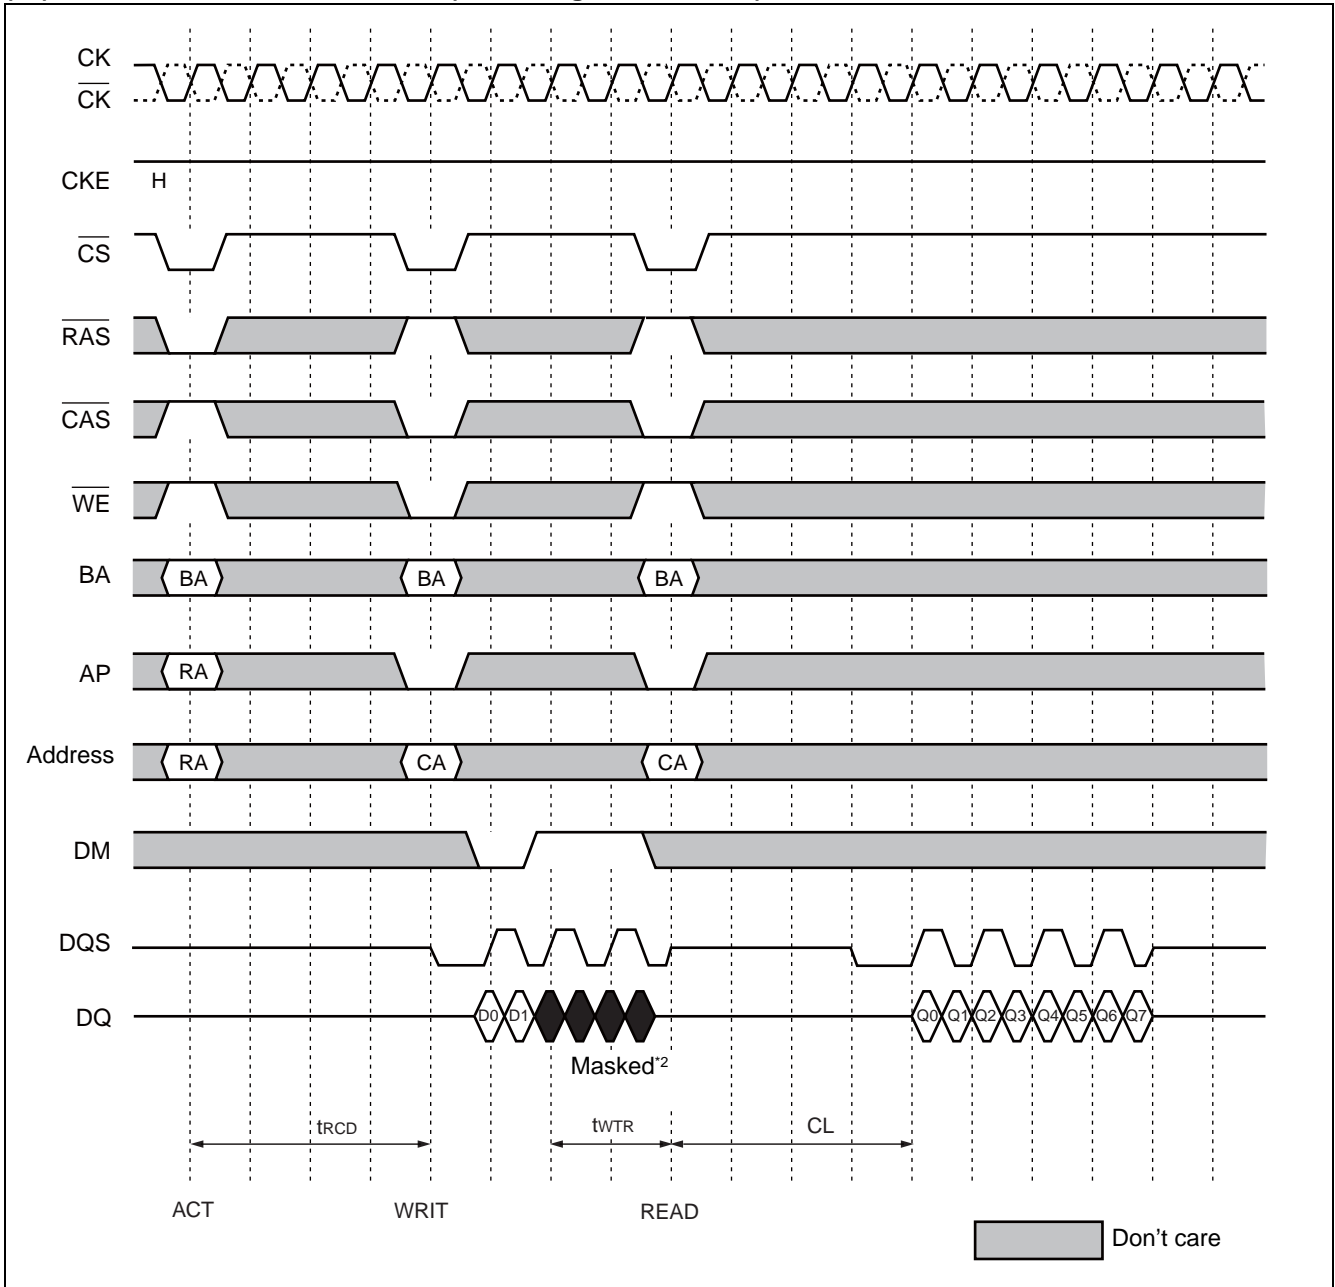 CK
CK
CKE H
CS
RAS
CAS
WE
BA BA BA BA
AP RA
Address RA CA CA
DM
DQS
DQ D0 D1 Q0 Q1 Q2 Q3 Q4 Q5 Q6 Q7
Masked*2
tRCD tWTR CL
ACT WRIT READ
Don't care